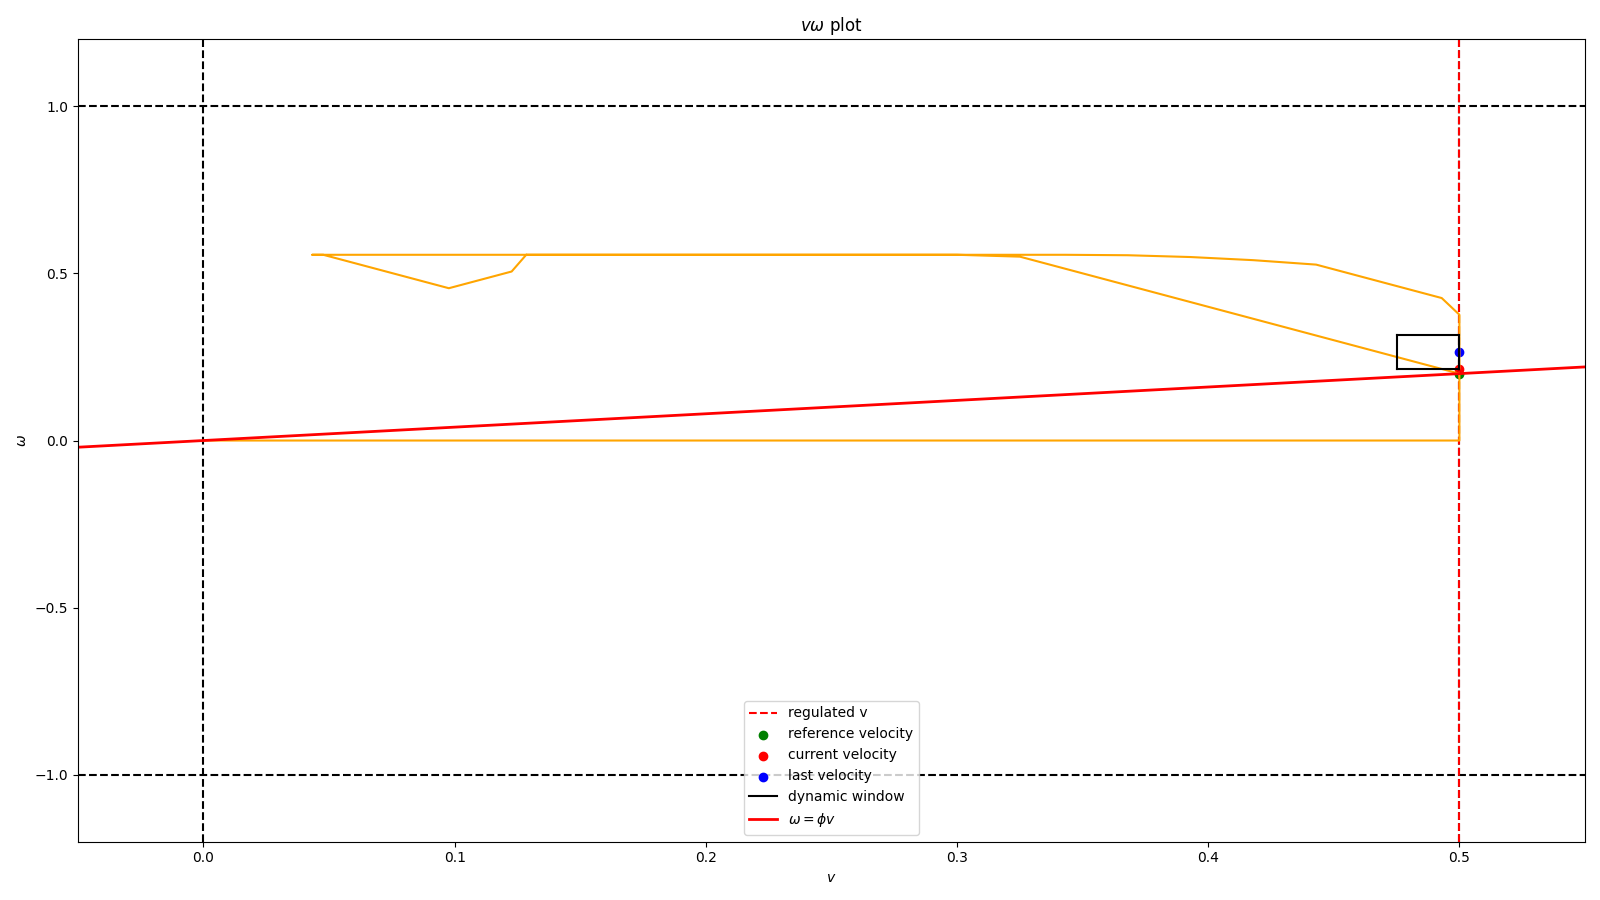 vω plot
1.0
0.5
0.0
−0.5
−1.0
ω
0.0 0.1 0.2 0.3 0.4 0.5
v
regulated v
reference velocity
current velocity
last velocity
dynamic window
ω = ϕv